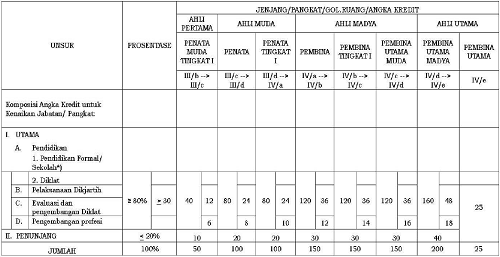 JENJANG/PANGKAT/GOL.RUANG/ANGKA KREDIT
UNSUR
PROSENTASE
AHLI PERTAMA
AHLI MUDA
AHLI MADYA
AHLI UTAMA
PENATA MUDA TINGKAT I
PENATA
PENATA TINGKAT I
PEMBINA
PEMBINA TINGKAT I
PEMBINA UTAMA MUDA
PEMBINA UTAMA MADYA
PEMBINA UTAMA
III/b --> III/c
III/c --> III/d
III/d --> IV/a
IV/a --> IV/b
IV/b --> IV/c
IV/c --> IV/d
IV/d --> IV/e
IV/e
Komposisi Angka Kredit untuk
Kenaikan Jabatan/ Pangkat:
I. UTAMA
A. Pendidikan
1. Pendidikan Formal/
Sekolah*)
2. Diklat
B. Pelaksanaan Dikjartih
C. Evaluasi dan
pengembangan Diklat
≥ 80% ≥ 30 40 12 80 24 80 24 120 36 120 36 120 36 160 48
25
D. Pengembangan profesi 6 8 10 12 14 16 18
II. PENUNJANG ≤ 20% 10 20 20 30 30 30 40
JUMLAH 100% 50 100 100 150 150 150 200 25